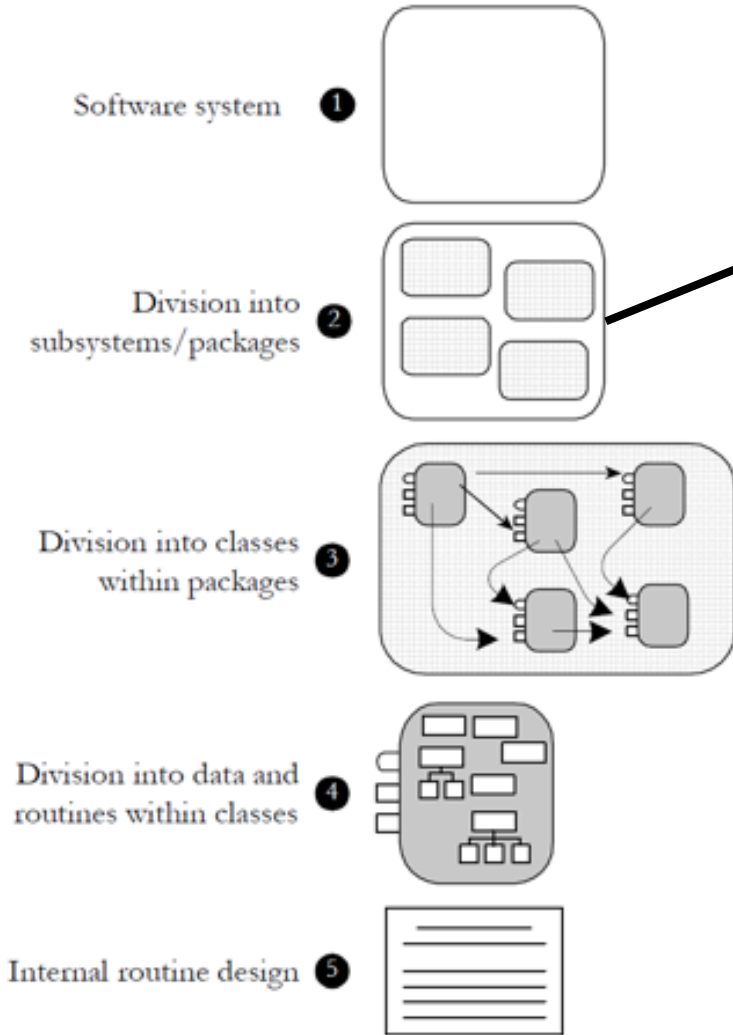 Software system 1
Division into
subsystems/packages 2
Division into classes
within packages 3
Division into data and
routines within classes 4
Internal routine design 5